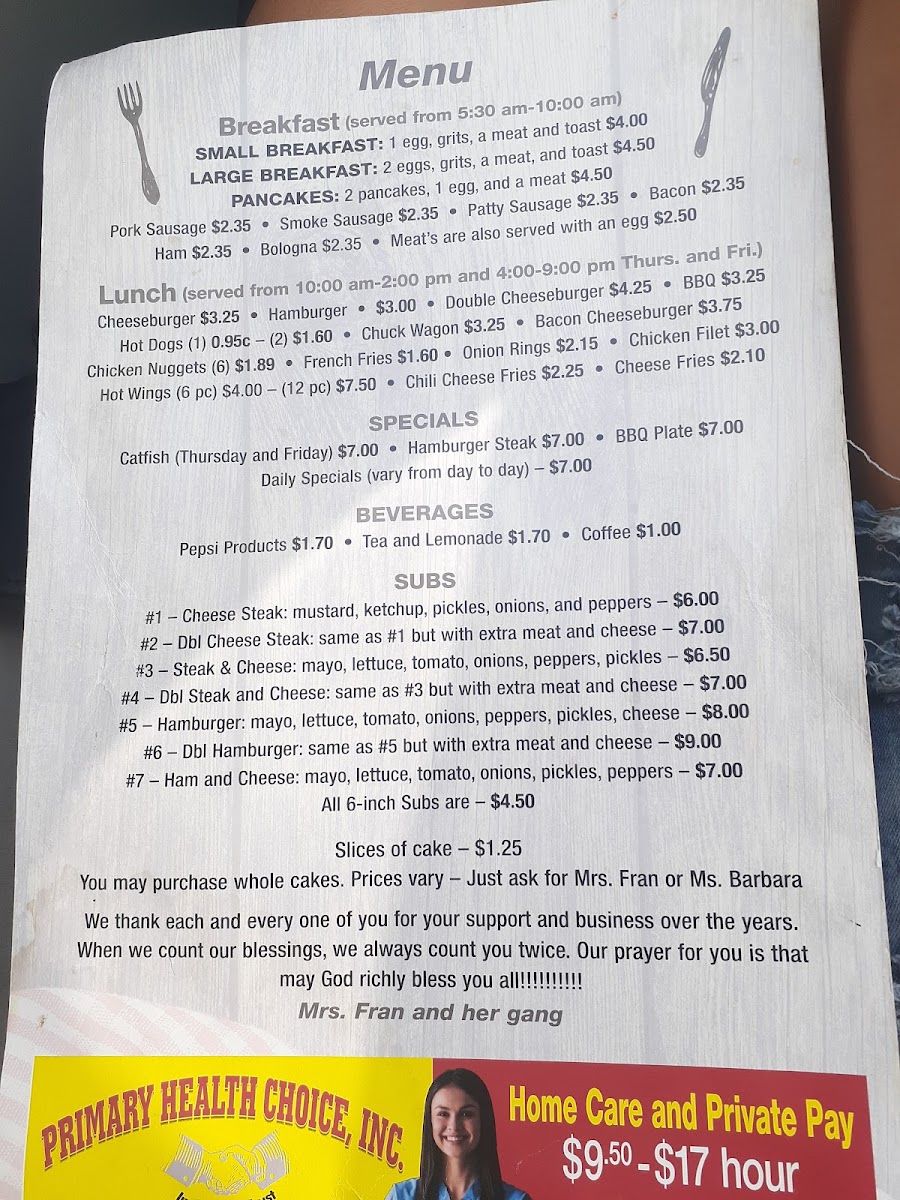 Menu
Breakfast (served from 5:30 am-10:00 am)
SMALL BREAKFAST: 1 egg, grits, a meat and toast $4.00
LARGE BREAKFAST: 2 eggs, grits, a meat, and toast $4.50
PANCAKES: 2 pancakes, 1 egg, and a meat $4.50
Pork Sausage $2.35 • Smoke Sausage $2.35 • Patty Sausage $2.35 • Bacon $2.35
Ham $2.35 • Bologna $2.35 • Meat's are also served with an egg $2.50
Lunch (served from 10:00 am-2:00 pm and 4:00-9:00 pm Thurs. and Fri.)
Cheeseburger $3.25 • Hamburger • $3.00 • Double Cheeseburger $4.25 • BBQ $3.25
Hot Dogs (1) 0.95c – (2) $1.60 • Chuck Wagon $3.25 • Bacon Cheeseburger $3.75
Chicken Nuggets (6) $1.89 • French Fries $1.60 • Onion Rings $2.15 • Chicken Filet $3.00
Hot Wings (6 pc) $4.00 – (12 pc) $7.50 • Chili Cheese Fries $2.25 • Cheese Fries $2.10
SPECIALS
Catfish (Thursday and Friday) $7.00 • Hamburger Steak $7.00 • BBQ Plate $7.00
Daily Specials (vary from day to day) – $7.00
BEVERAGES
Pepsi Products $1.70 • Tea and Lemonade $1.70 • Coffee $1.00
SUBS
#1 – Cheese Steak: mustard, ketchup, pickles, onions, and peppers – $6.00
#2 – Dbl Cheese Steak: same as #1 but with extra meat and cheese – $7.00
#3 – Steak & Cheese: mayo, lettuce, tomato, onions, peppers, pickles – $6.50
#4 – Dbl Steak and Cheese: same as #3 but with extra meat and cheese – $7.00
#5 – Hamburger: mayo, lettuce, tomato, onions, peppers, pickles, cheese – $8.00
#6 – Dbl Hamburger: same as #5 but with extra meat and cheese – $9.00
#7 – Ham and Cheese: mayo, lettuce, tomato, onions, pickles, peppers – $7.00
All 6-inch Subs are – $4.50
Slices of cake – $1.25
You may purchase whole cakes. Prices vary – Just ask for Mrs. Fran or Ms. Barbara
We thank each and every one of you for your support and business over the years.
When we count our blessings, we always count you twice. Our prayer for you is that
may God richly bless you all!!!!!!!!!!
Mrs. Fran and her gang
PRIMARY HEALTH CHOICE, INC.
Home Care and Private Pay
$9.50-$17 hour